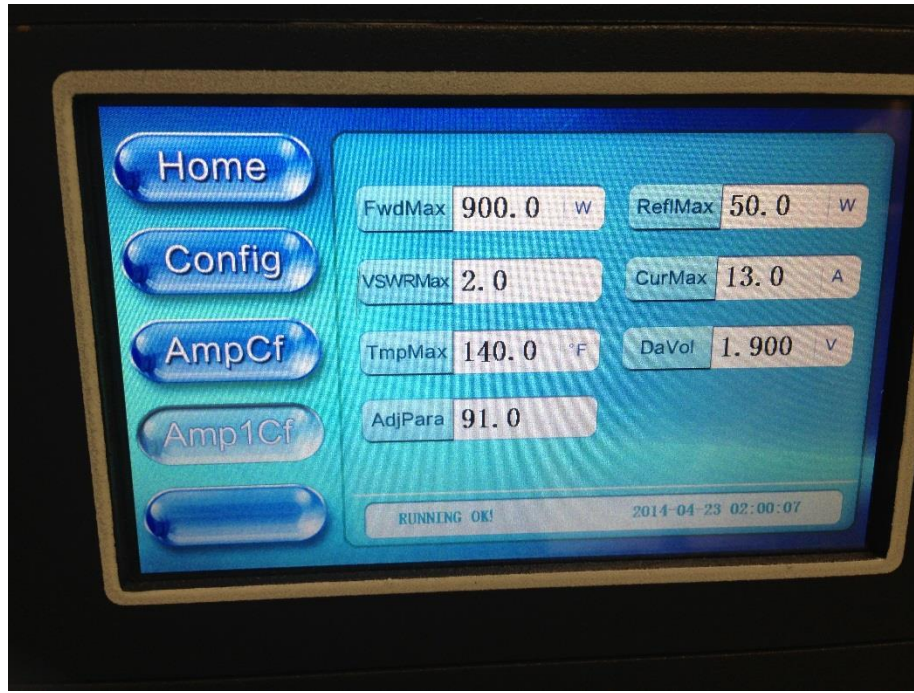 Home
Config
AmpCf
Amp1Cf
FwdMax 900.0 W
ReflMax 50.0 W
VSWRMax 2.0
CurMax 13.0 A
TmpMax 140.0 °F
DaVol 1.900 V
AdjPara 91.0
RUNNING OK! 2014-04-23 02:00:07